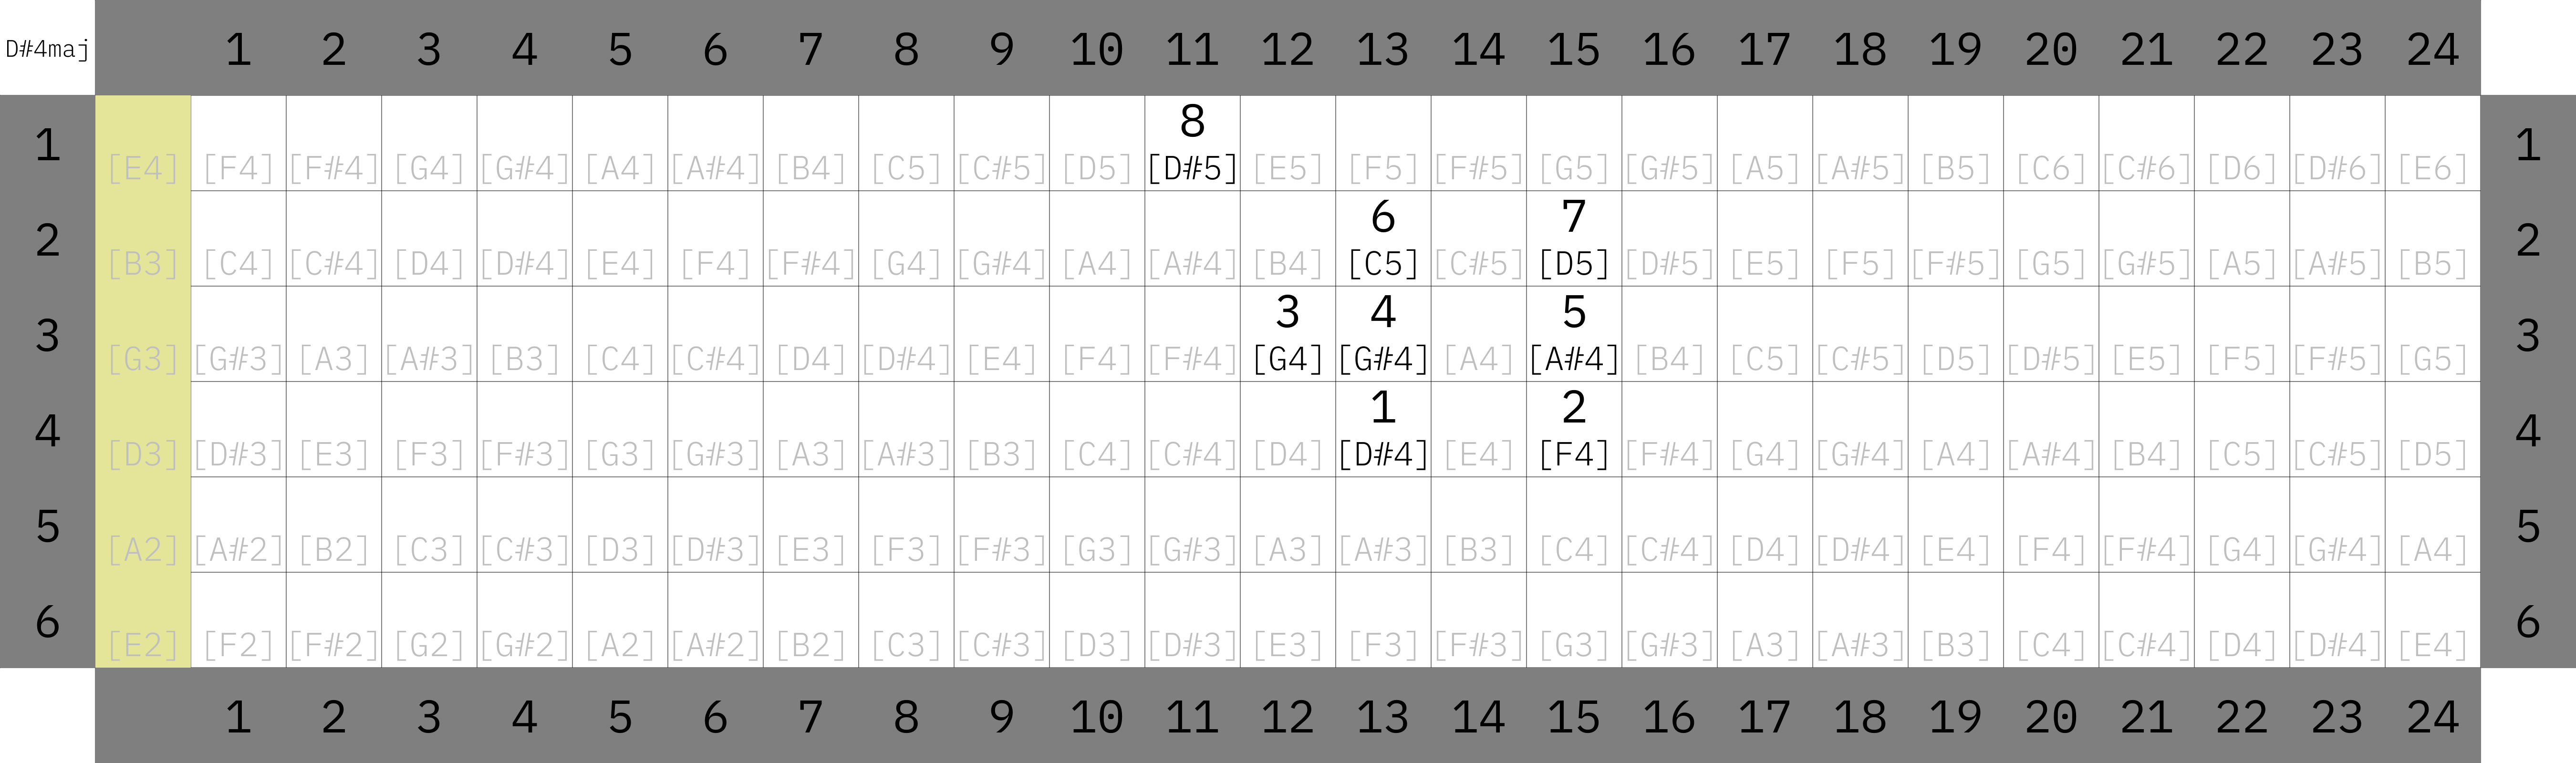 D#4maj 1 2 3 4 5 6 7 8 9 10 11 12 13 14 15 16 17 18 19 20 21 22 23 24
8
1 [E4] [F4] [F#4] [G4] [G#4] [A4] [A#4] [B4] [C5] [C#5] [D5] [D#5] [E5] [F5] [F#5] [G5] [G#5] [A5] [A#5] [B5] [C6] [C#6] [D6] [D#6] [E6] 1
6 7
2 [B3] [C4] [C#4] [D4] [D#4] [E4] [F4] [F#4] [G4] [G#4] [A4] [A#4] [B4] [C5] [C#5] [D5] [D#5] [E5] [F5] [F#5] [G5] [G#5] [A5] [A#5] [B5] 2
3 4 5
3 [G3] [G#3] [A3] [A#3] [B3] [C4] [C#4] [D4] [D#4] [E4] [F4] [F#4] [G4] [G#4] [A4] [A#4] [B4] [C5] [C#5] [D5] [D#5] [E5] [F5] [F#5] [G5] 3
1 2
4 [D3] [D#3] [E3] [F3] [F#3] [G3] [G#3] [A3] [A#3] [B3] [C4] [C#4] [D4] [D#4] [E4] [F4] [F#4] [G4] [G#4] [A4] [A#4] [B4] [C5] [C#5] [D5] 4
5 [A2] [A#2] [B2] [C3] [C#3] [D3] [D#3] [E3] [F3] [F#3] [G3] [G#3] [A3] [A#3] [B3] [C4] [C#4] [D4] [D#4] [E4] [F4] [F#4] [G4] [G#4] [A4] 5
6 [E2] [F2] [F#2] [G2] [G#2] [A2] [A#2] [B2] [C3] [C#3] [D3] [D#3] [E3] [F3] [F#3] [G3] [G#3] [A3] [A#3] [B3] [C4] [C#4] [D4] [D#4] [E4] 6
1 2 3 4 5 6 7 8 9 10 11 12 13 14 15 16 17 18 19 20 21 22 23 24